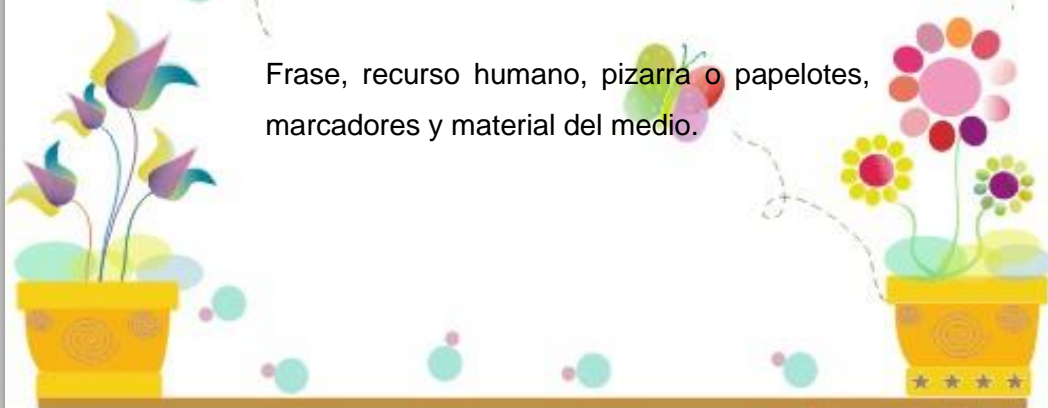 Frase, recurso humano, pizarra o papelotes,
marcadores y material del medio.